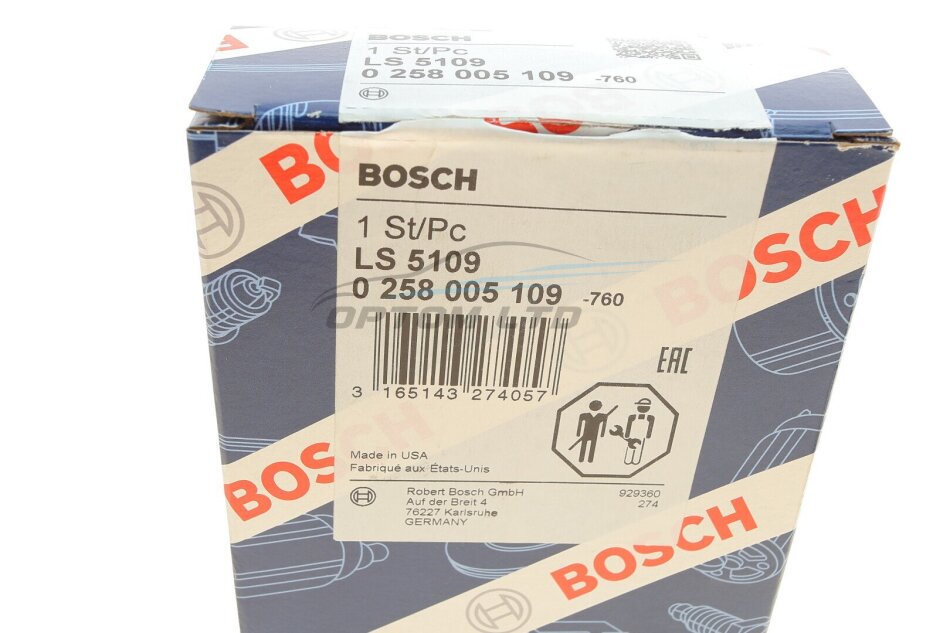 BOSCH
1 St/Pc
LS 5109
0 258 005 109 -760
BOSCH
1 St/Pc
LS 5109
0 258 005 109 -760
OPTOM LTD
3 165143 274057
EAC
Made in USA
Fabriqué aux États-Unis
Robert Bosch GmbH
Auf der Breit 4
76227 Karlsruhe
GERMANY
929360
274
BOSCH
BOSCH
BOSCH